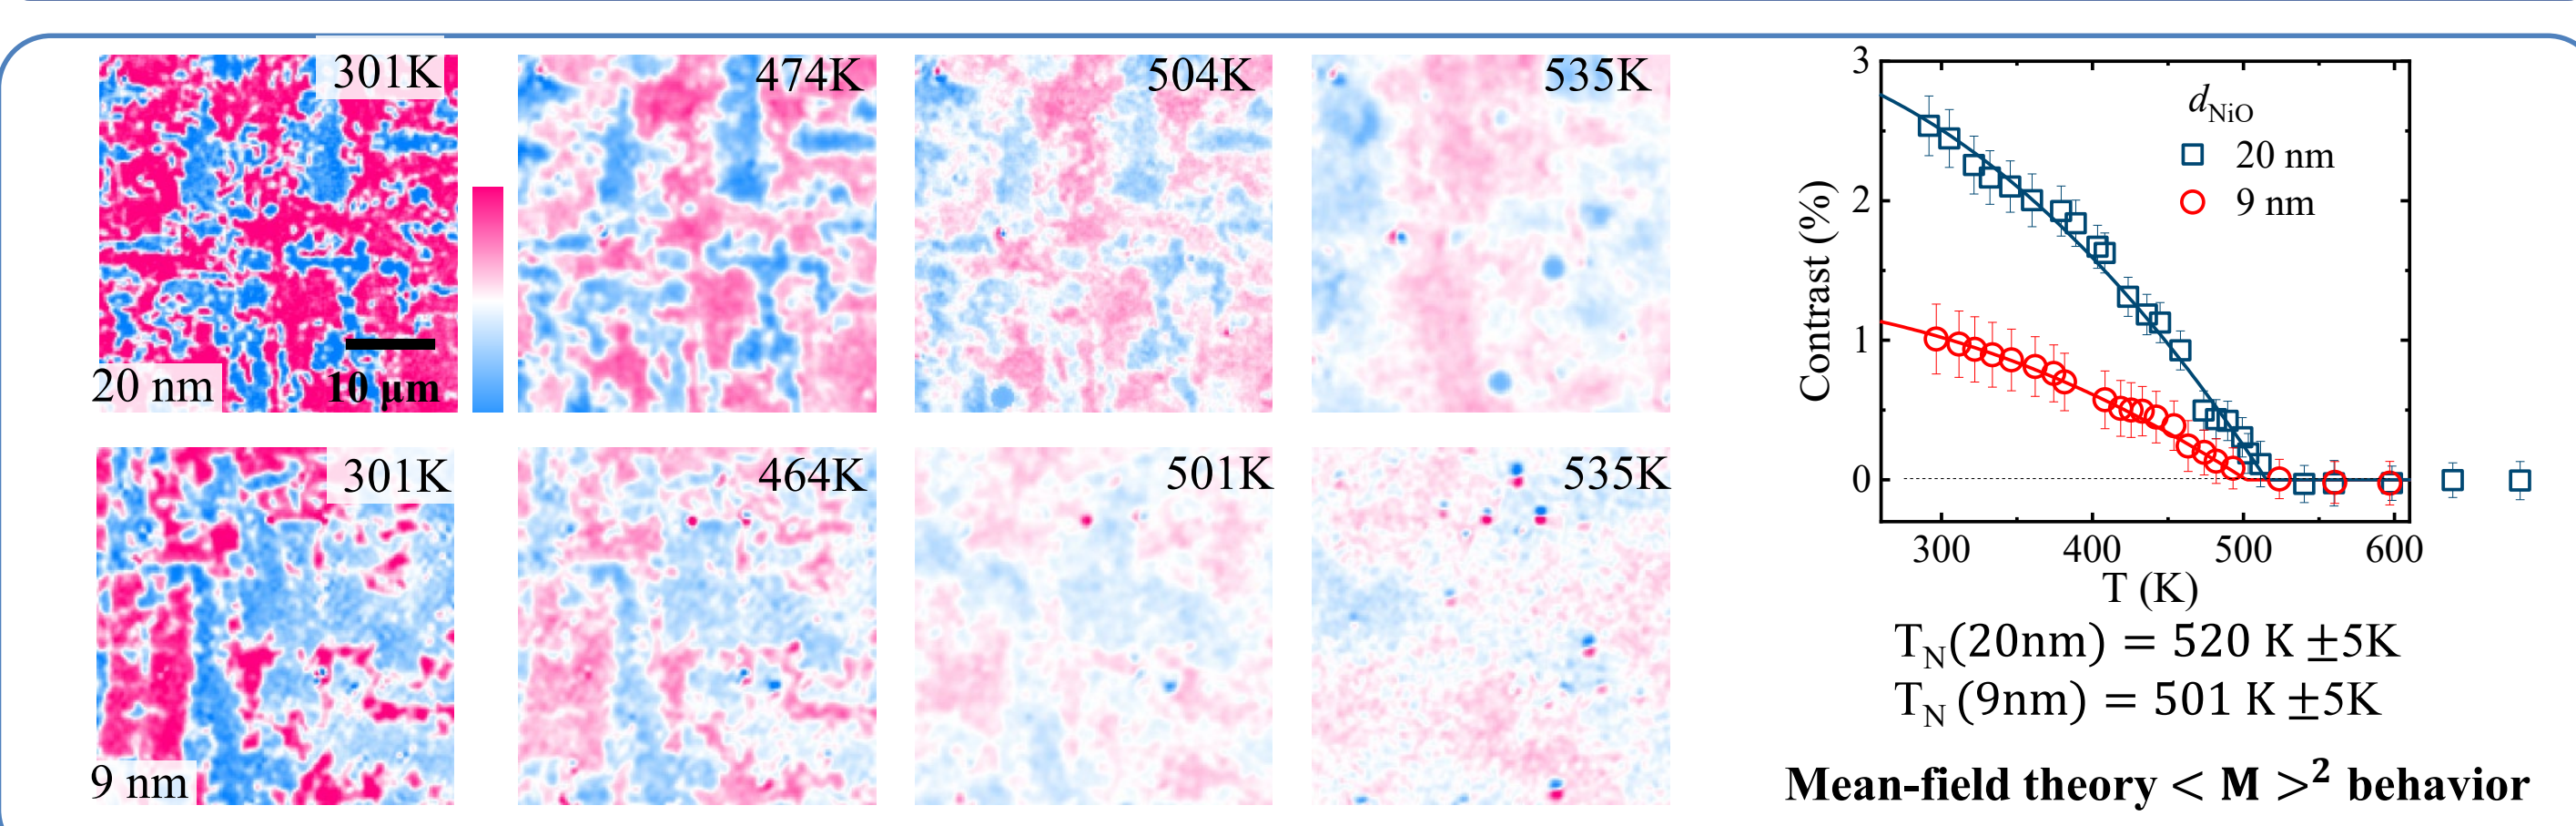 301K
20 nm
10 μm
474K
504K
535K
301K
9 nm
464K
501K
535K
3
2
1
0
Contrast (%)
d_NiO
20 nm
9 nm
300 400 500 600
T (K)
T_N(20nm) = 520 K ±5K
T_N (9nm) = 501 K ±5K
Mean-field theory < M >² behavior